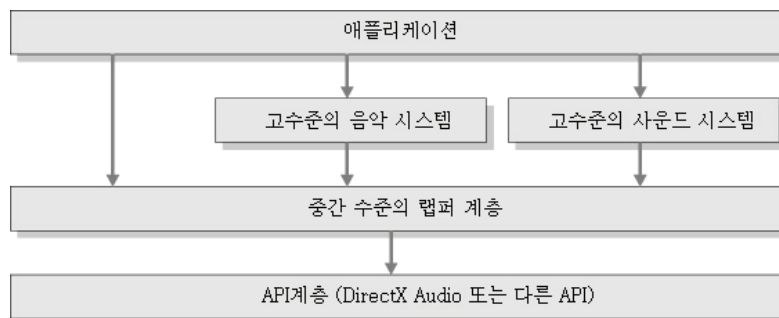 애플리케이션
고수준의 음악 시스템
고수준의 사운드 시스템
중간 수준의 랩퍼 계층
API계층 (DirectX Audio 또는 다른 API)